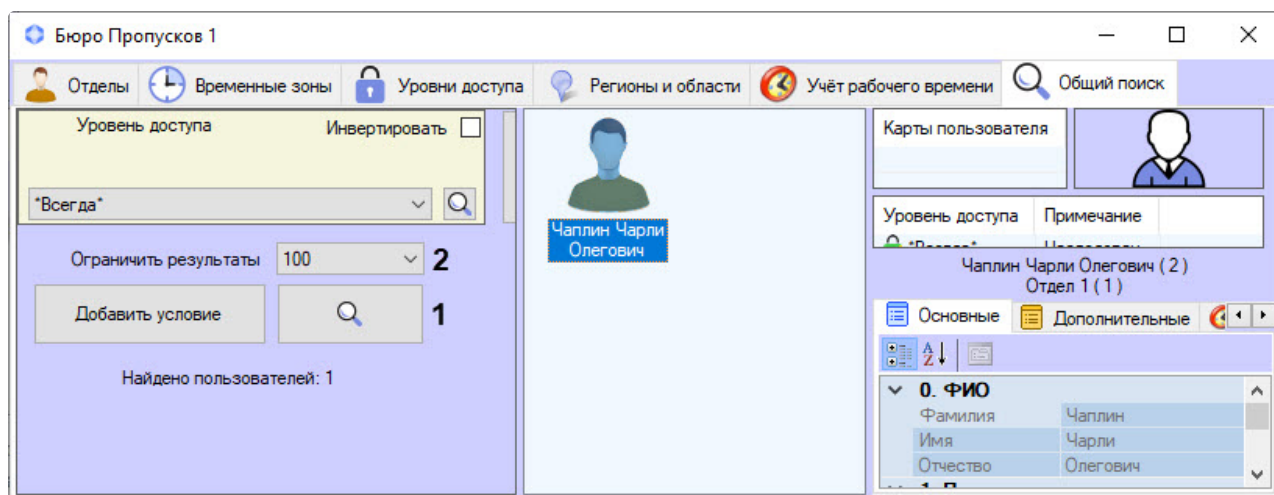 Бюро Пропусков 1
Отделы
Временные зоны
Уровни доступа
Регионы и области
Учёт рабочего времени
Общий поиск
Уровень доступа
Инвертировать
*Всегда*
Ограничить результаты
100
2
Добавить условие
1
Найдено пользователей: 1
Чаплин Чарли
Олегович
Карты пользователя
Уровень доступа
Примечание
*Всегда*
Чаплин Чарли Олегович ( 2 )
Отдел 1 ( 1 )
Основные
Дополнительные
0. ФИО
Фамилия
Чаплин
Имя
Чарли
Отчество
Олегович